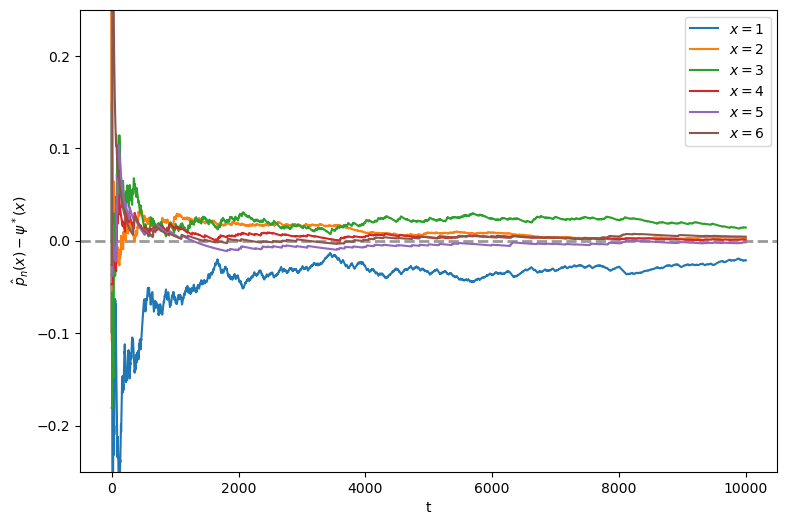 0.2
0.1
0.0
−0.1
−0.2
p̂ₙ(x) − ψ*(x)
0 2000 4000 6000 8000 10000
t
x = 1
x = 2
x = 3
x = 4
x = 5
x = 6